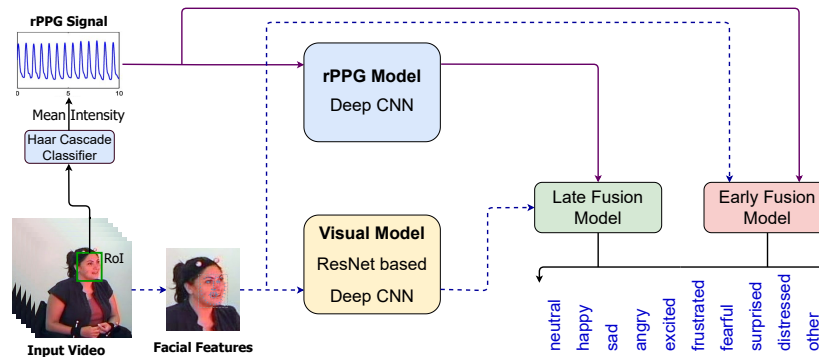 rPPG Signal
0
5
10
Mean Intensity
Haar Cascade
Classifier
RoI
Input Video
Facial Features
rPPG Model
Deep CNN
Visual Model
ResNet based
Deep CNN
Late Fusion
Model
Early Fusion
Model
neutral
happy
sad
angry
excited
frustrated
fearful
surprised
distressed
other